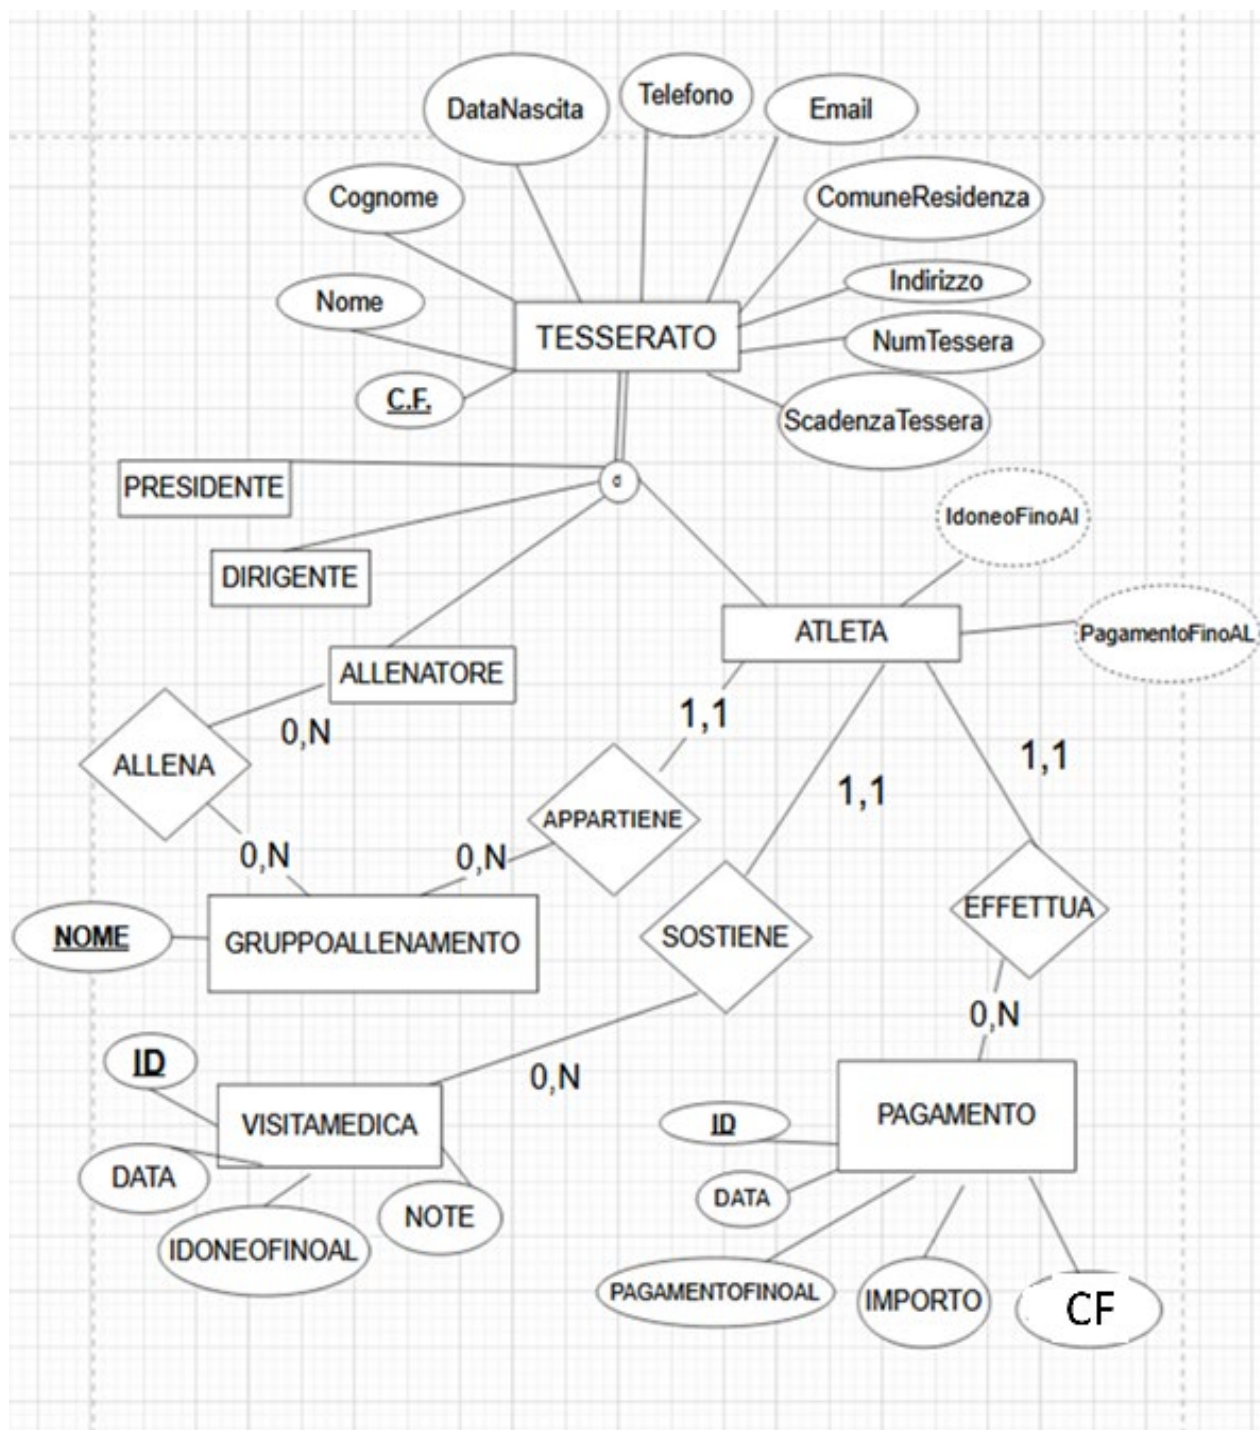 DataNascita
Telefono
Email
Cognome
ComuneResidenza
Nome
Indirizzo
TESSERATO
NumTessera
C.F.
ScadenzaTessera
PRESIDENTE
d
IdoneoFinoAl
DIRIGENTE
ATLETA
PagamentoFinoAL
ALLENATORE
0,N
1,1
ALLENA
1,1
1,1
APPARTIENE
0,N
0,N
NOME
GRUPPOALLENAMENTO
SOSTIENE
EFFETTUA
0,N
ID
0,N
VISITAMEDICA
PAGAMENTO
ID
DATA
NOTE
DATA
IDONEOFINOAL
PAGAMENTOFINOAL
IMPORTO
CF